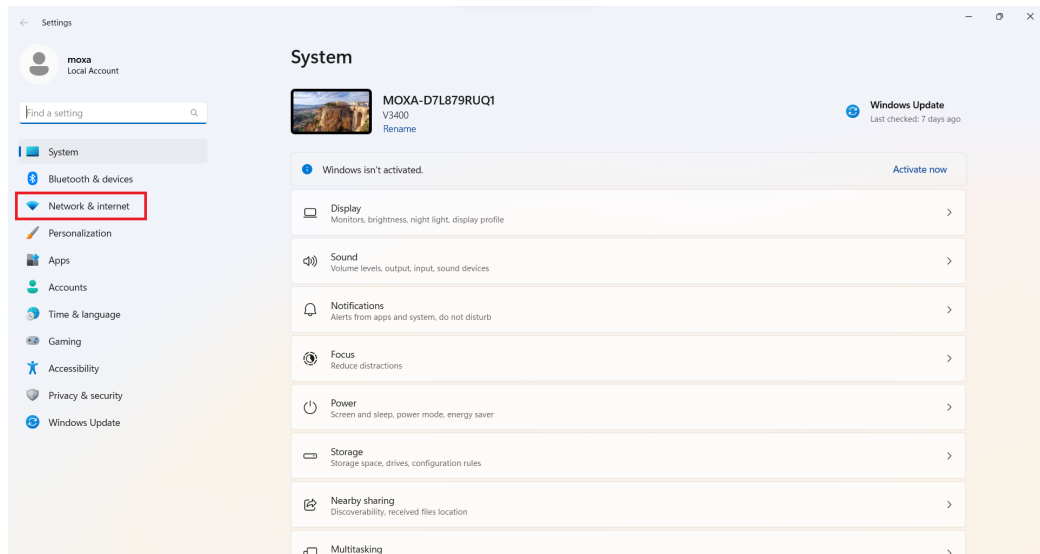 Settings
moxa
Local Account
Find a setting
System
Bluetooth & devices
Network & internet
Personalization
Apps
Accounts
Time & language
Gaming
Accessibility
Privacy & security
Windows Update
System
MOXA-D7L879RUQ1
V3400
Rename
Windows Update
Last checked: 7 days ago
Windows isn't activated.
Activate now
Display
Monitors, brightness, night light, display profile
Sound
Volume levels, output, input, sound devices
Notifications
Alerts from apps and system, do not disturb
Focus
Reduce distractions
Power
Screen and sleep, power mode, energy saver
Storage
Storage space, drives, configuration rules
Nearby sharing
Discoverability, received files location
Multitasking